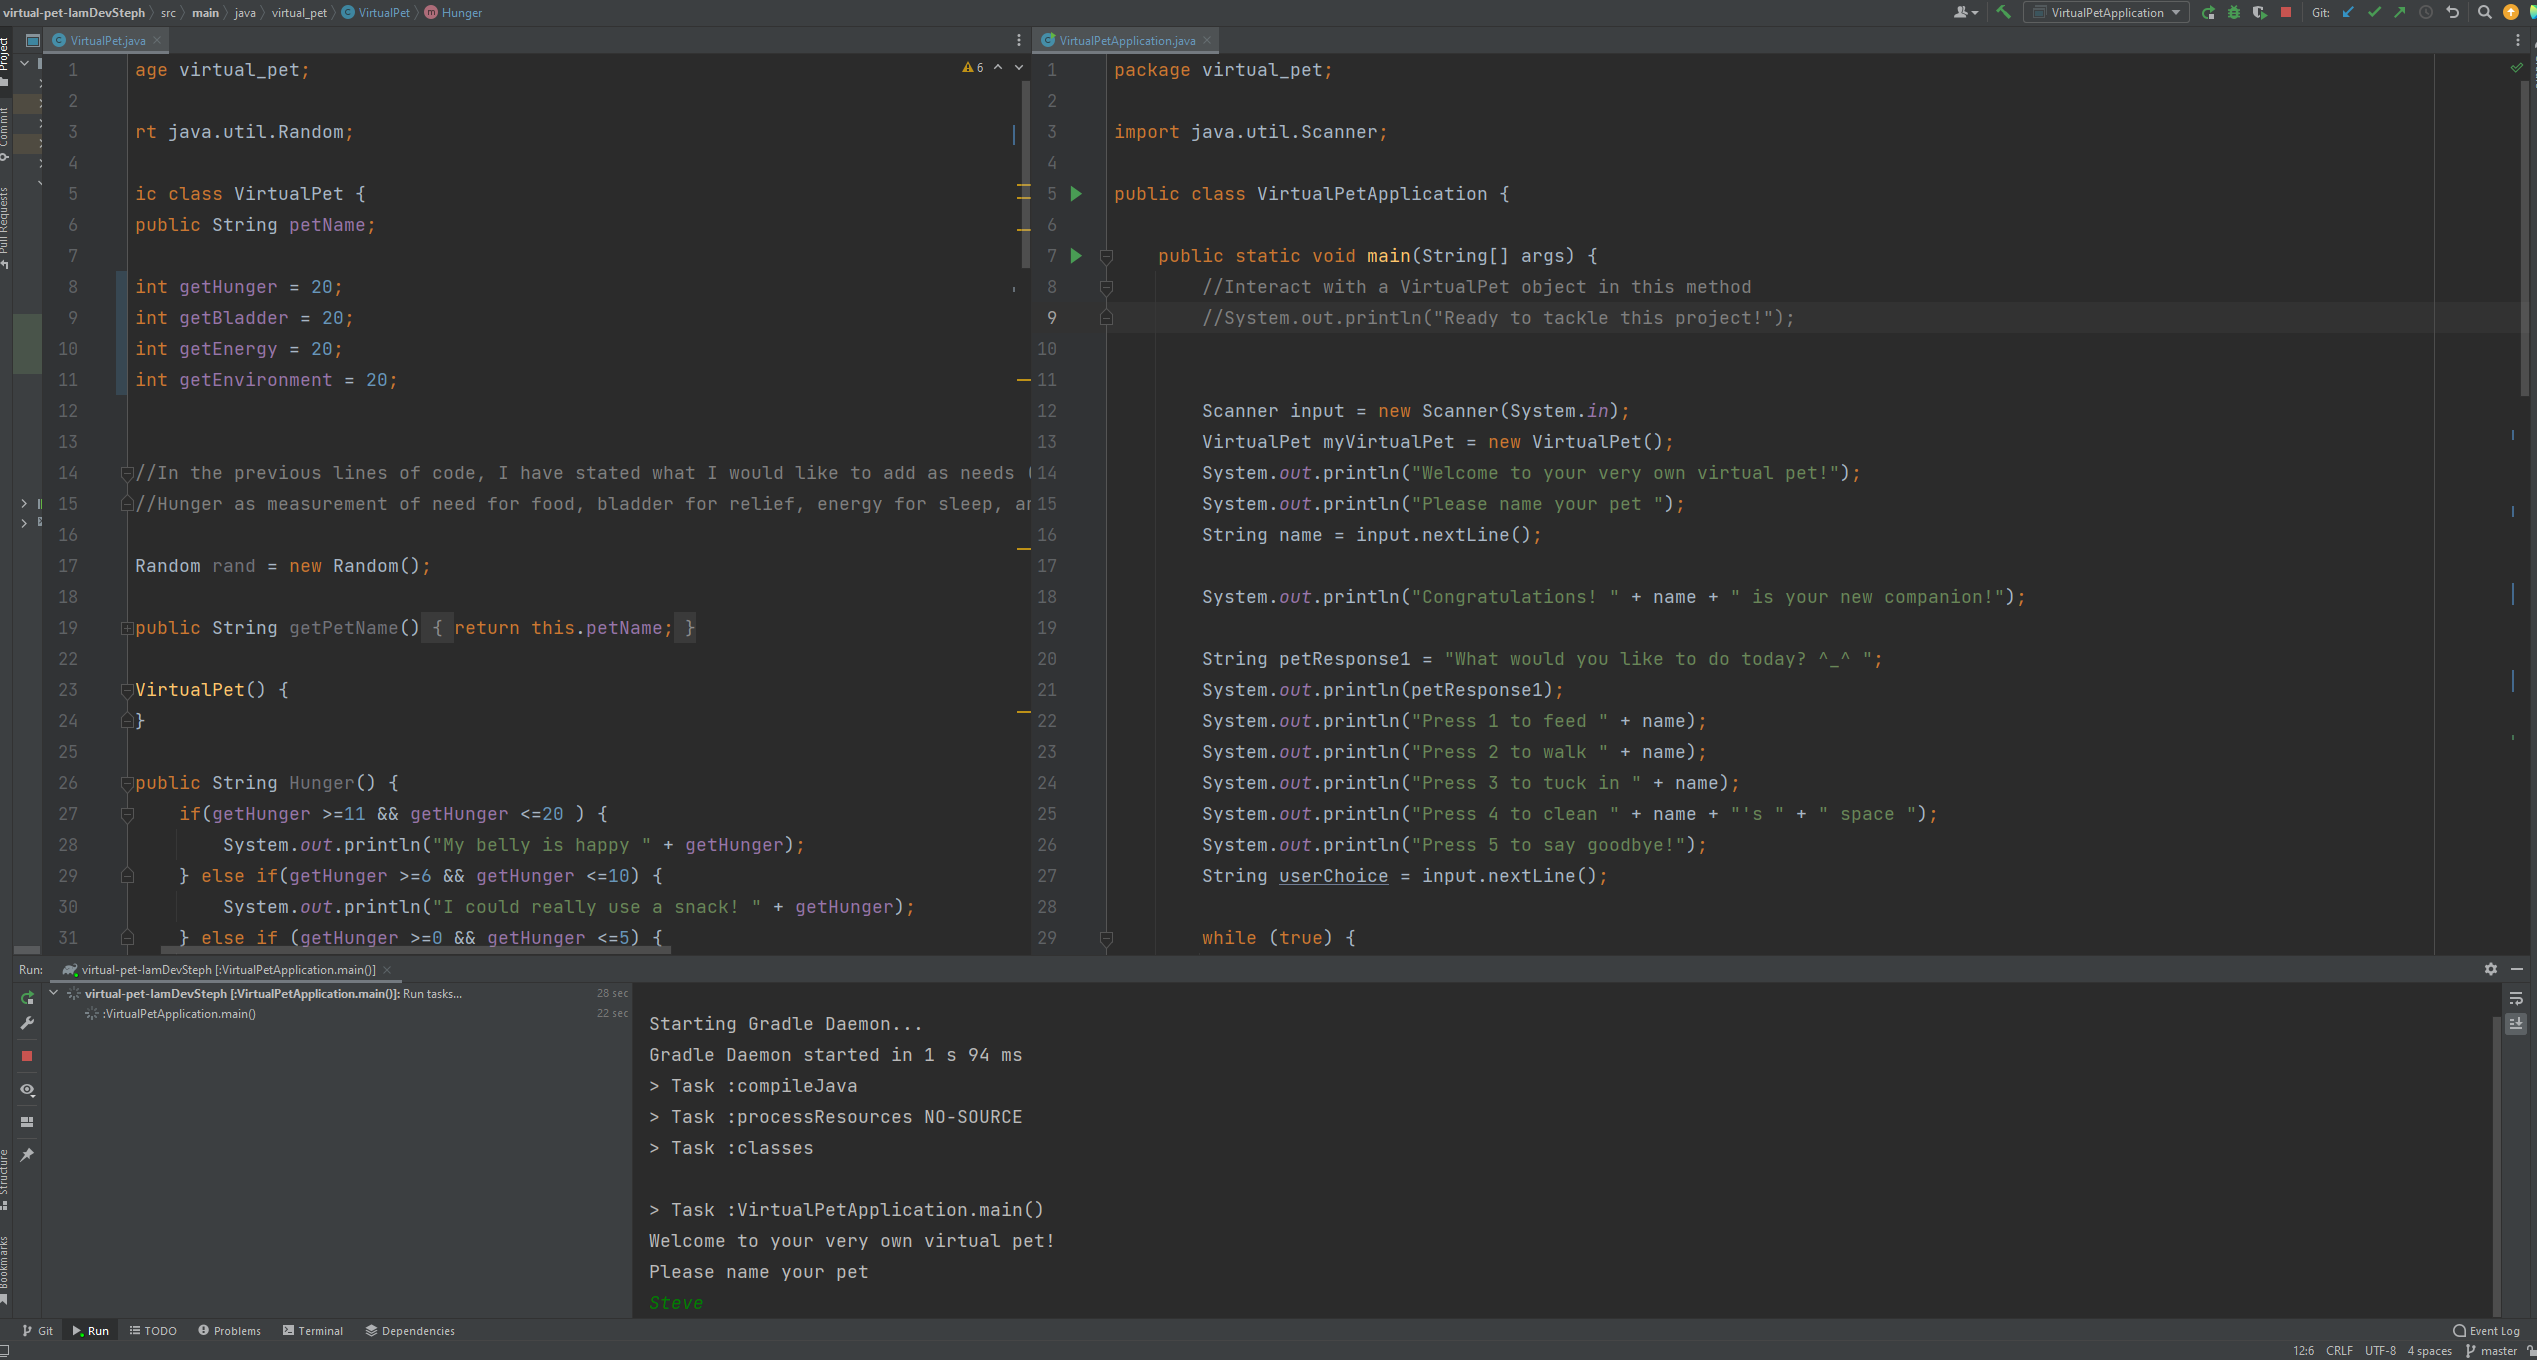 virtual-pet-IamDevSteph src main java virtual_pet VirtualPet Hunger
VirtualPetApplication Git:
VirtualPet.java
VirtualPetApplication.java
Project
Commit
Pull Requests
6
1 age virtual_pet;
2
3 rt java.util.Random;
4
5 ic class VirtualPet {
6 public String petName;
7
8 int getHunger = 20;
9 int getBladder = 20;
10 int getEnergy = 20;
11 int getEnvironment = 20;
12
13
14 //In the previous lines of code, I have stated what I would like to add as needs (
15 //Hunger as measurement of need for food, bladder for relief, energy for sleep, an
16
17 Random rand = new Random();
18
19 public String getPetName() { return this.petName; }
22
23 VirtualPet() {
24 }
25
26 public String Hunger() {
27 if(getHunger >=11 && getHunger <=20 ) {
28 System.out.println("My belly is happy " + getHunger);
29 } else if(getHunger >=6 && getHunger <=10) {
30 System.out.println("I could really use a snack! " + getHunger);
31 } else if (getHunger >=0 && getHunger <=5) {
1 package virtual_pet;
2
3 import java.util.Scanner;
4
5 public class VirtualPetApplication {
6
7 public static void main(String[] args) {
8 //Interact with a VirtualPet object in this method
9 //System.out.println("Ready to tackle this project!");
10
11
12 Scanner input = new Scanner(System.in);
13 VirtualPet myVirtualPet = new VirtualPet();
14 System.out.println("Welcome to your very own virtual pet!");
15 System.out.println("Please name your pet ");
16 String name = input.nextLine();
17
18 System.out.println("Congratulations! " + name + " is your new companion!");
19
20 String petResponse1 = "What would you like to do today? ^_^ ";
21 System.out.println(petResponse1);
22 System.out.println("Press 1 to feed " + name);
23 System.out.println("Press 2 to walk " + name);
24 System.out.println("Press 3 to tuck in " + name);
25 System.out.println("Press 4 to clean " + name + "'s " + " space ");
26 System.out.println("Press 5 to say goodbye!");
27 String userChoice = input.nextLine();
28
29 while (true) {
Run: virtual-pet-IamDevSteph [:VirtualPetApplication.main()]
virtual-pet-IamDevSteph [:VirtualPetApplication.main()]: Run tasks... 28 sec
:VirtualPetApplication.main() 22 sec
Starting Gradle Daemon...
Gradle Daemon started in 1 s 94 ms
> Task :compileJava
> Task :processResources NO-SOURCE
> Task :classes
> Task :VirtualPetApplication.main()
Welcome to your very own virtual pet!
Please name your pet
Steve
Structure
Bookmarks
Git Run TODO Problems Terminal Dependencies Event Log
12:6 CRLF UTF-8 4 spaces master